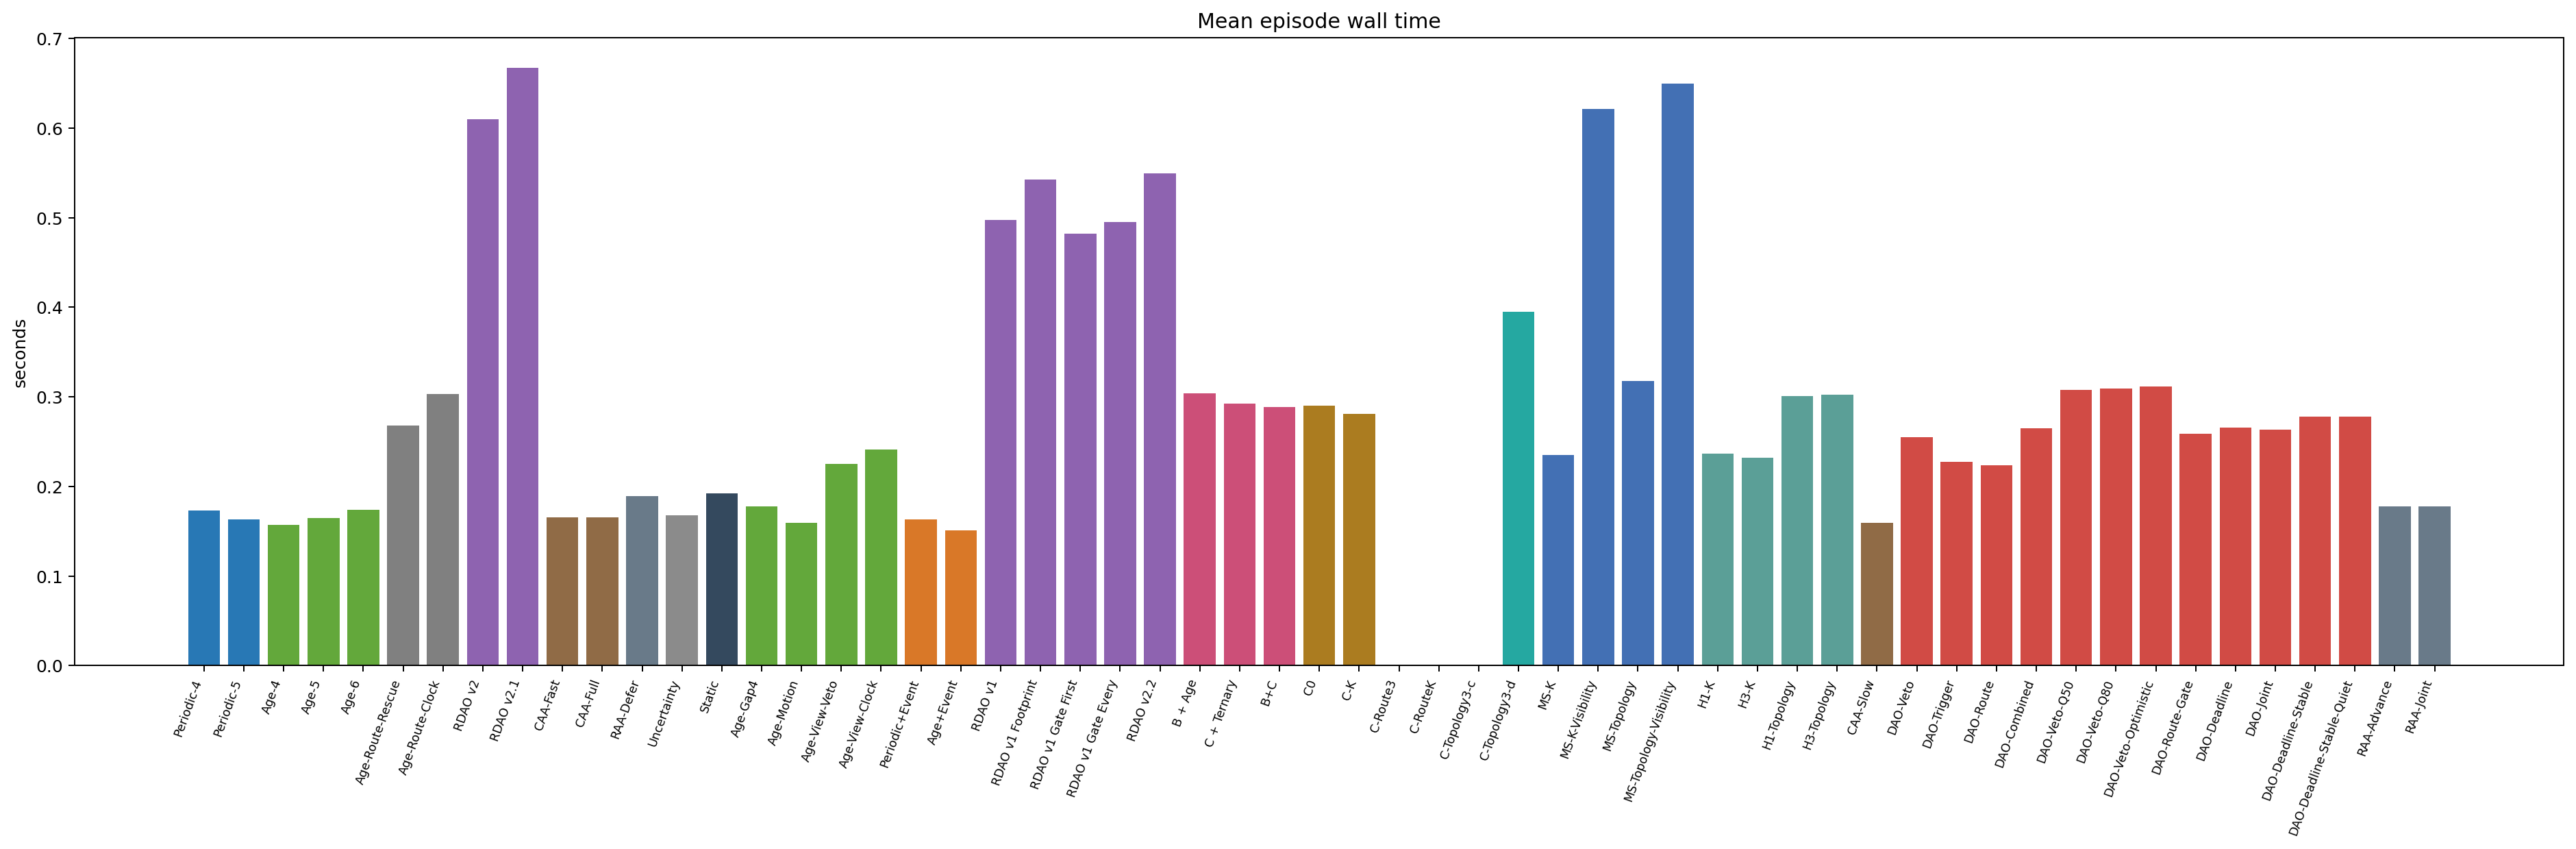 Mean episode wall time
seconds
0.7
0.6
0.5
0.4
0.3
0.2
0.1
0.0
Periodic-4
Periodic-5
Age-4
Age-5
Age-6
Age-Route-Rescue
Age-Route-Clock
RDAO v2
RDAO v2.1
CAA-Fast
CAA-Full
RAA-Defer
Uncertainty
Static
Age-Gap4
Age-Motion
Age-View-Veto
Age-View-Clock
Periodic+Event
Age+Event
RDAO v1
RDAO v1 Footprint
RDAO v1 Gate First
RDAO v1 Gate Every
RDAO v2.2
B + Age
C + Ternary
B+C
C0
C-K
C-Route3
C-RouteK
C-Topology3-c
C-Topology3-d
MS-K
MS-K-Visibility
MS-Topology
MS-Topology-Visibility
H1-K
H3-K
H1-Topology
H3-Topology
CAA-Slow
DAO-Veto
DAO-Trigger
DAO-Route
DAO-Combined
DAO-Veto-Q50
DAO-Veto-Q80
DAO-Veto-Optimistic
DAO-Route-Gate
DAO-Deadline
DAO-Joint
DAO-Deadline-Stable
DAO-Deadline-Stable-Quiet
RAA-Advance
RAA-Joint